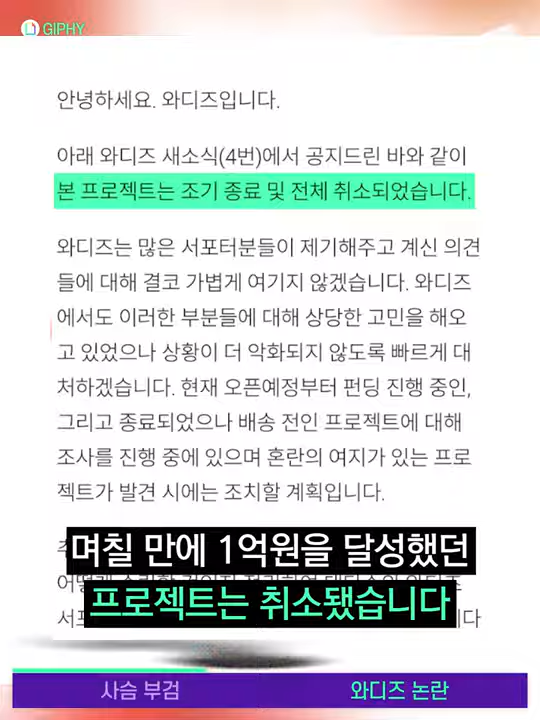 GIPHY
안녕하세요. 와디즈입니다.
아래 와디즈 새소식(4번)에서 공지드린 바와 같이
본 프로젝트는 조기 종료 및 전체 취소되었습니다.
와디즈는 많은 서포터분들이 제기해주고 계신 의견
들에 대해 결코 가볍게 여기지 않겠습니다. 와디즈
에서도 이러한 부분들에 대해 상당한 고민을 해오
고 있었으나 상황이 더 악화되지 않도록 빠르게 대
처하겠습니다. 현재 오픈예정부터 펀딩 진행 중인,
그리고 종료되었으나 배송 전인 프로젝트에 대해
조사를 진행 중에 있으며 혼란의 여지가 있는 프로
젝트가 발견 시에는 조치할 계획입니다.
며칠 만에 1억원을 달성했던
프로젝트는 취소됐습니다
사슴 부검
와디즈 논란